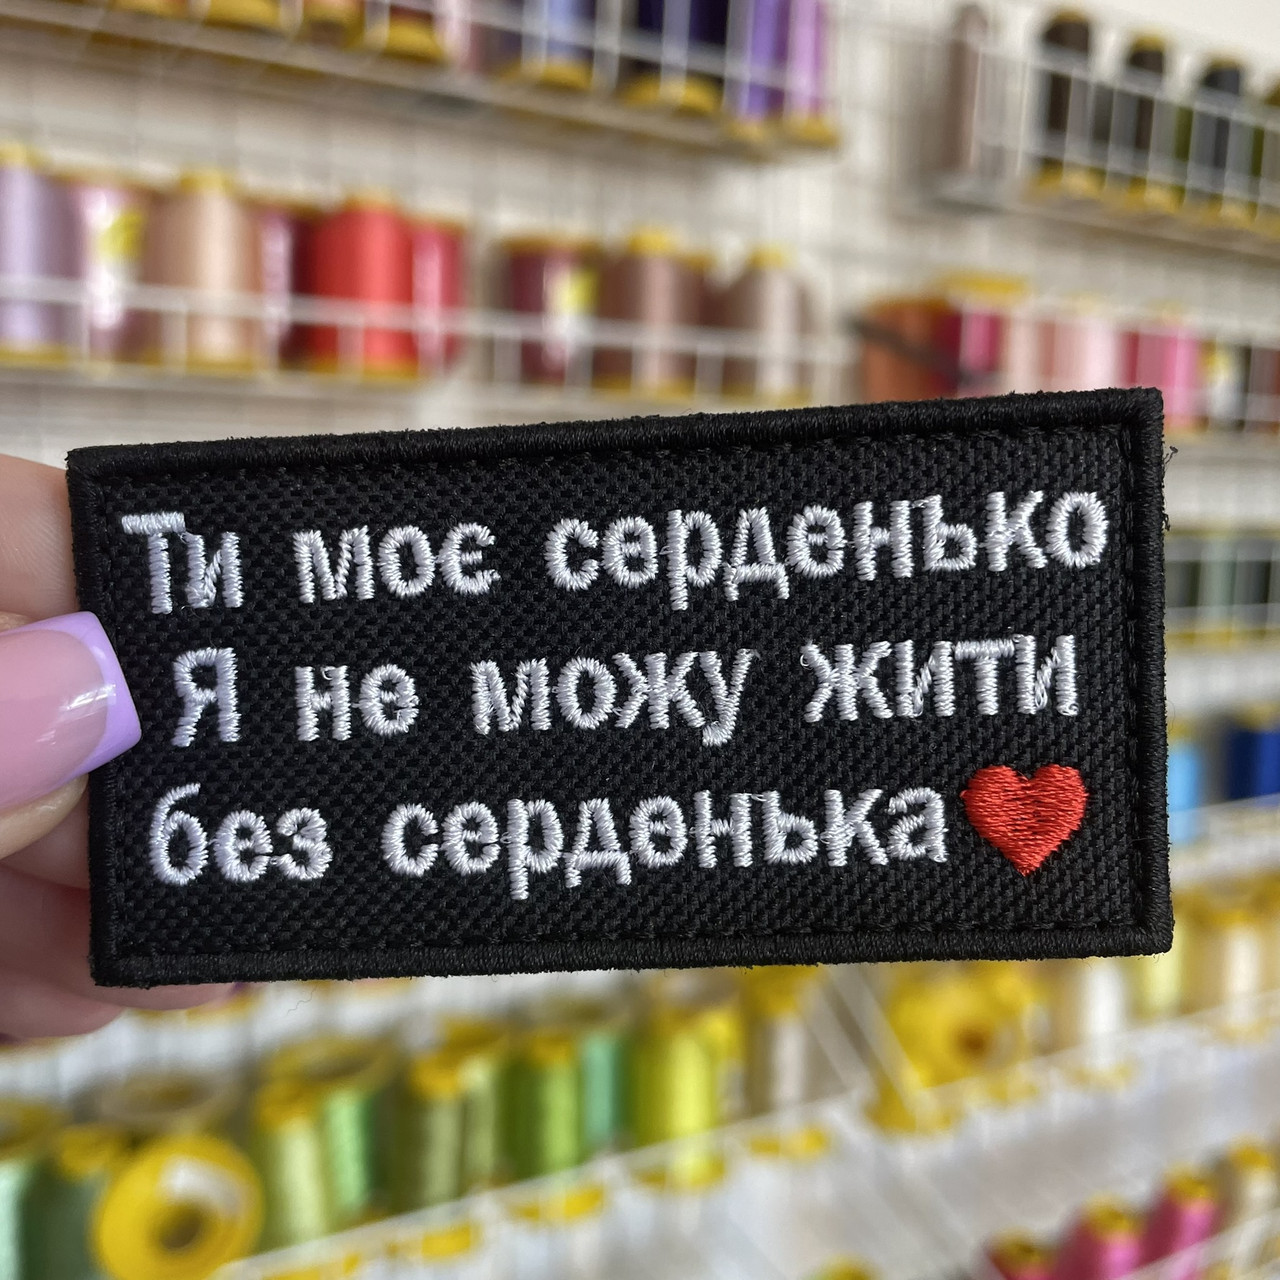 Ти моє серденько
Я не можу жити
без серденька